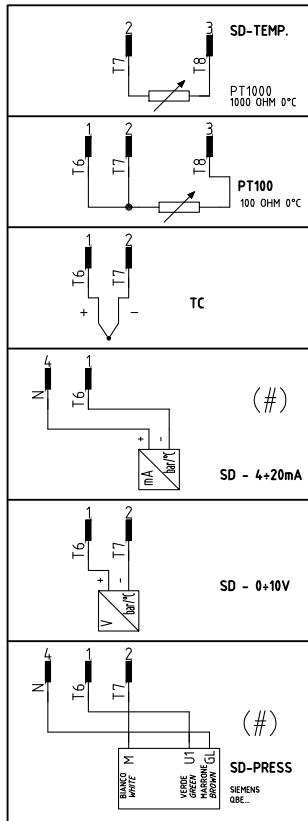 2 3 SD-TEMP.
T7 T8
PT1000
1000 OHM 0°C
1 2 3
T6 T7 T8
PT100
100 OHM 0°C
1 2
T6 T7
+ -
TC
4 1
N T6
(#)
+ -
mA bar/°C
SD - 4÷20mA
1 2
T6 T7
+ -
V bar/°C
SD - 0÷10V
4 1 2
N T6 T7
(#)
BIANCO WHITE M VERDE GREEN U1 MARRONE BROWN GL
SD-PRESS
SIEMENS
QBE...